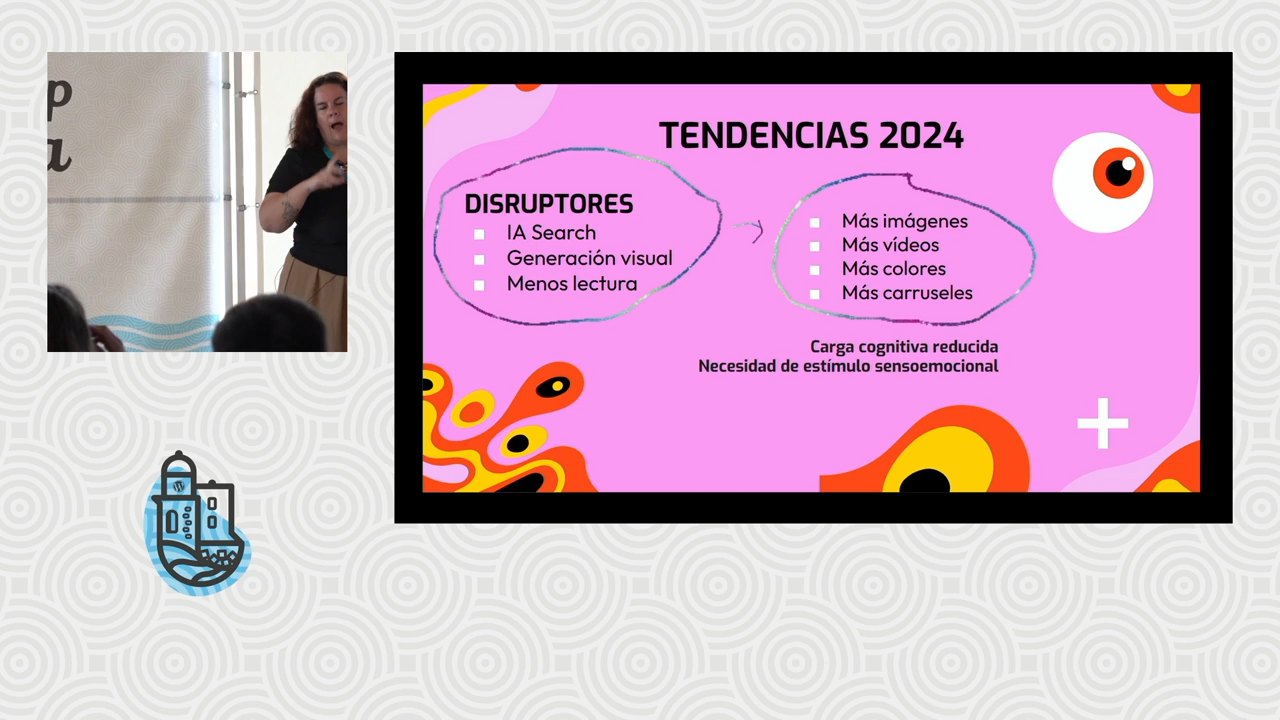 p
a
TENDENCIAS 2024
DISRUPTORES
IA Search
Generación visual
Menos lectura
Más imágenes
Más vídeos
Más colores
Más carruseles
Carga cognitiva reducida
Necesidad de estímulo sensoemocional